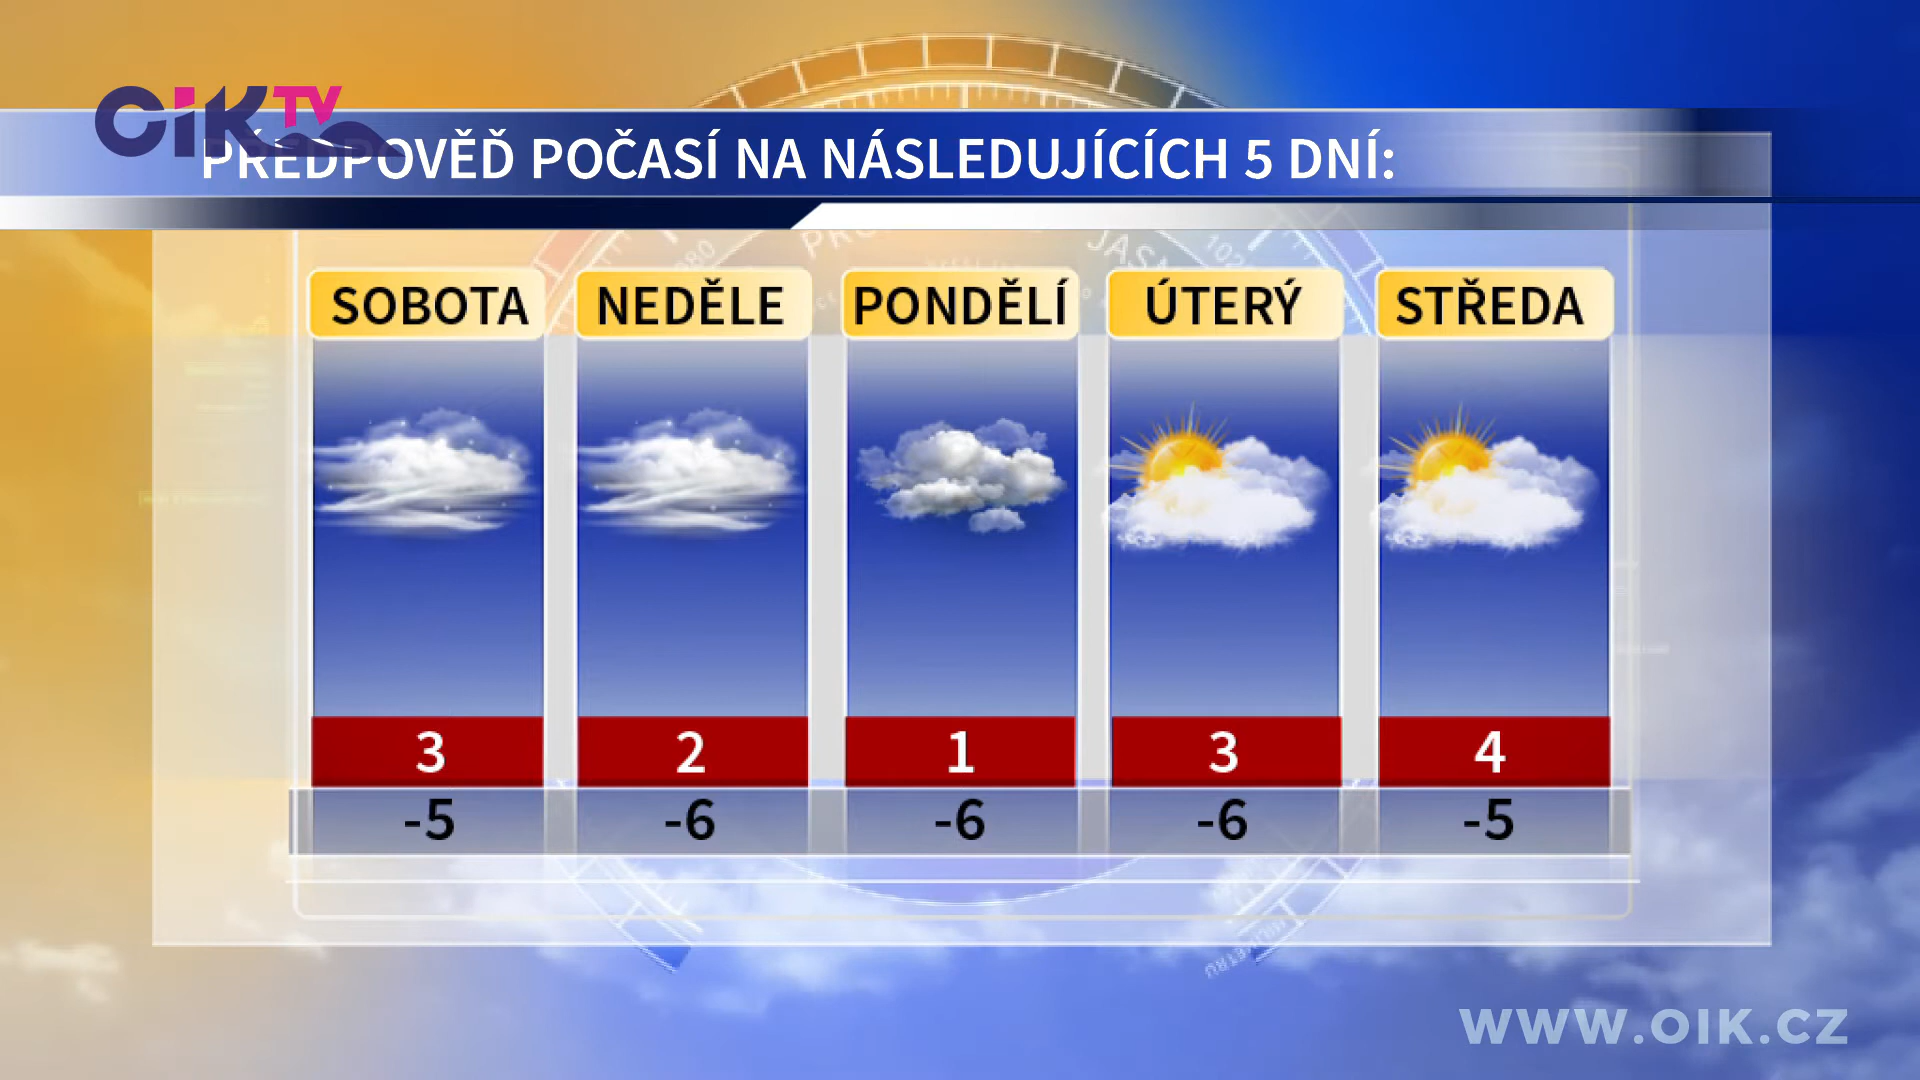 OIK TV
PŘEDPOVĚĎ POČASÍ NA NÁSLEDUJÍCÍCH 5 DNÍ:
SOBOTA NEDĚLE PONDĚLÍ ÚTERÝ STŘEDA
3 2 1 3 4
-5 -6 -6 -6 -5
WWW.OIK.CZ